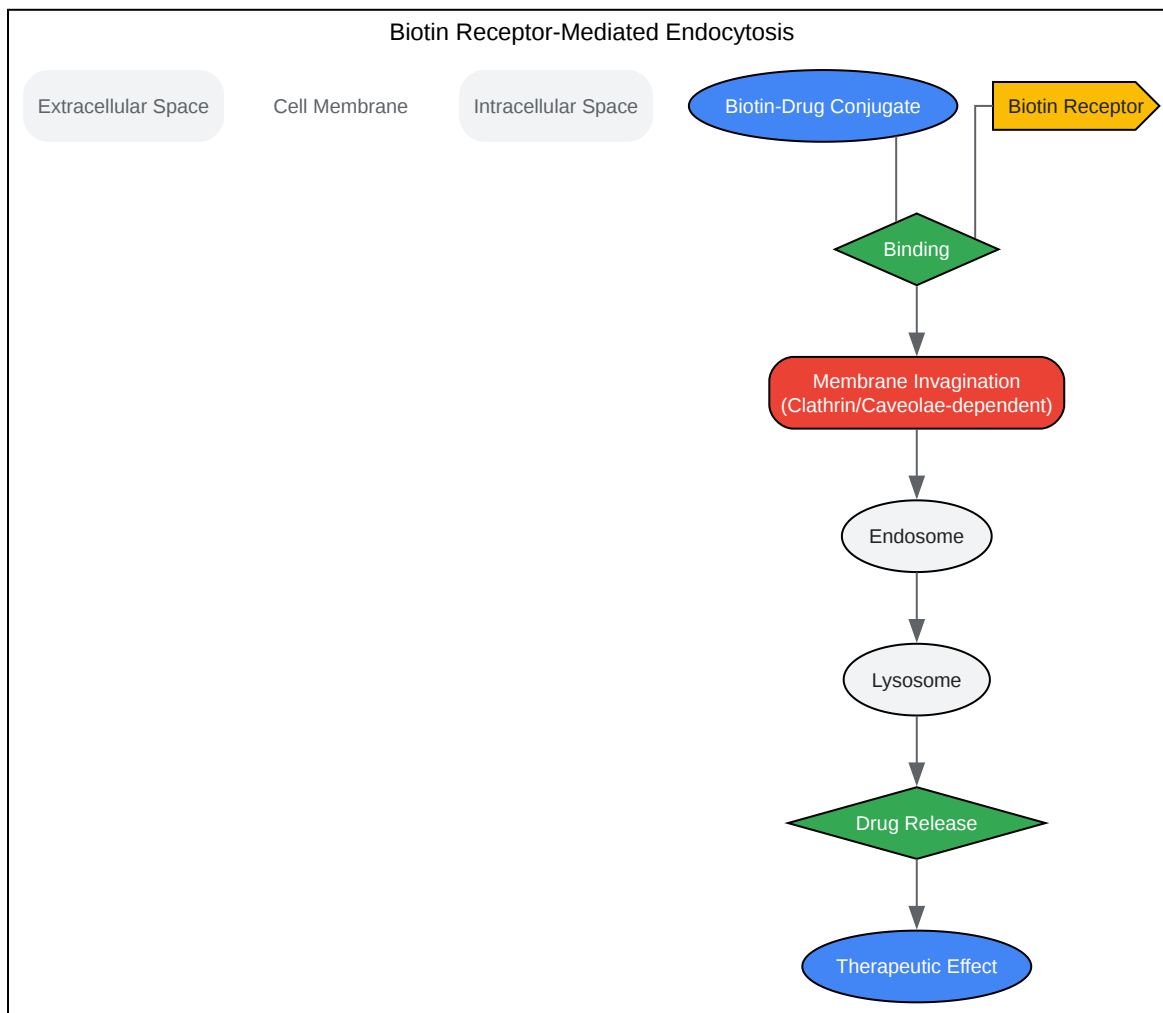 Biotin Receptor-Mediated Endocytosis
Extracellular Space
Cell Membrane
Intracellular Space
Biotin-Drug Conjugate
Biotin Receptor
Binding
Membrane Invagination
(Clathrin/Caveolae-dependent)
Endosome
Lysosome
Drug Release
Therapeutic Effect